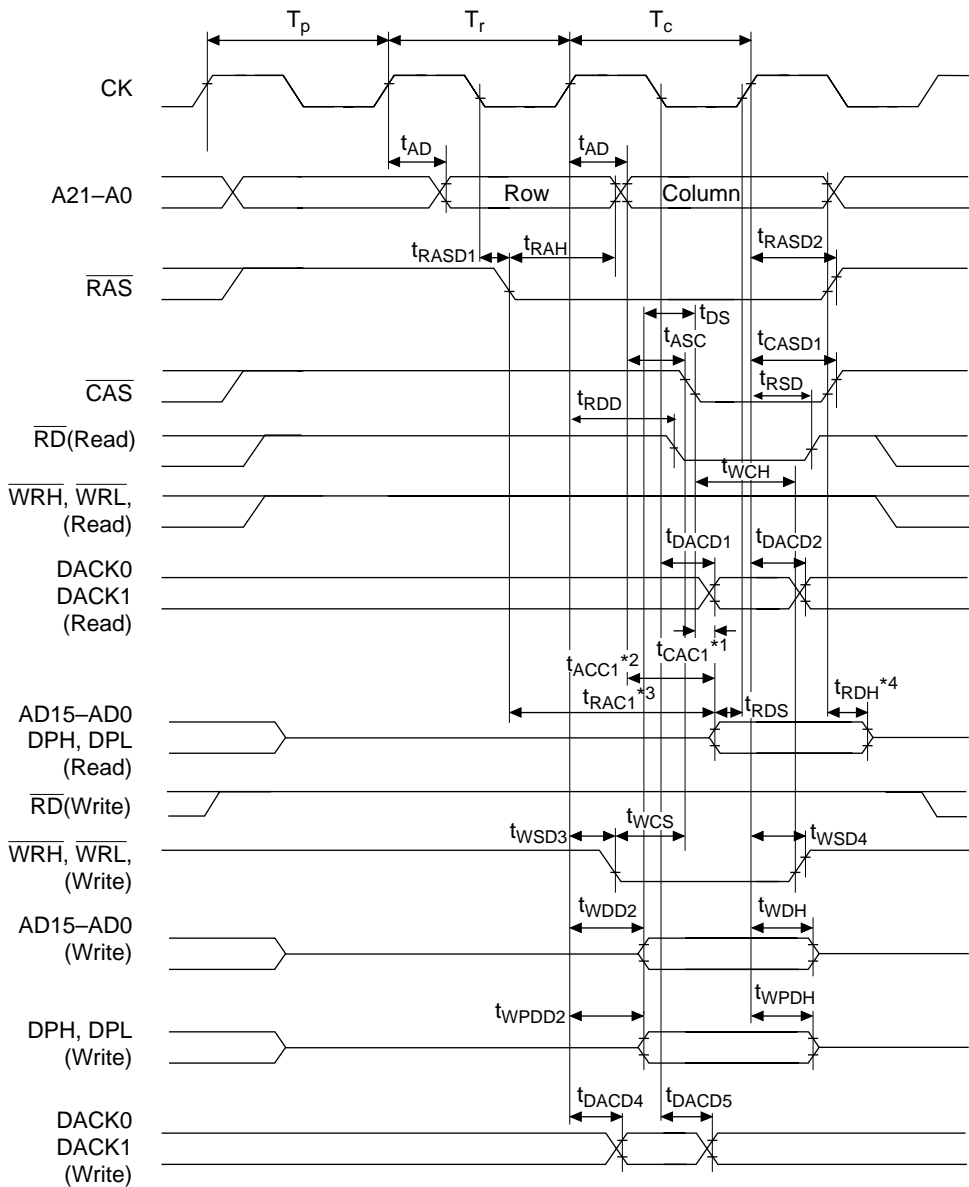 Tp Tr Tc
CK
tAD tAD
A21–A0 Row Column
tRASD1 tRAH tRASD2
RAS
tDS
tASC tCASD1
CAS
tRDD tRSD
RD(Read)
tWCH
WRH, WRL,
(Read)
tDACD1 tDACD2
DACK0
DACK1
(Read)
tCAC1*1
tACC1*2
tRAC1*3 tRDS tRDH*4
AD15–AD0
DPH, DPL
(Read)
RD(Write)
tWSD3 tWCS tWSD4
WRH, WRL,
(Write)
tWDD2 tWDH
AD15–AD0
(Write)
tWPDD2 tWPDH
DPH, DPL
(Write)
tDACD4 tDACD5
DACK0
DACK1
(Write)